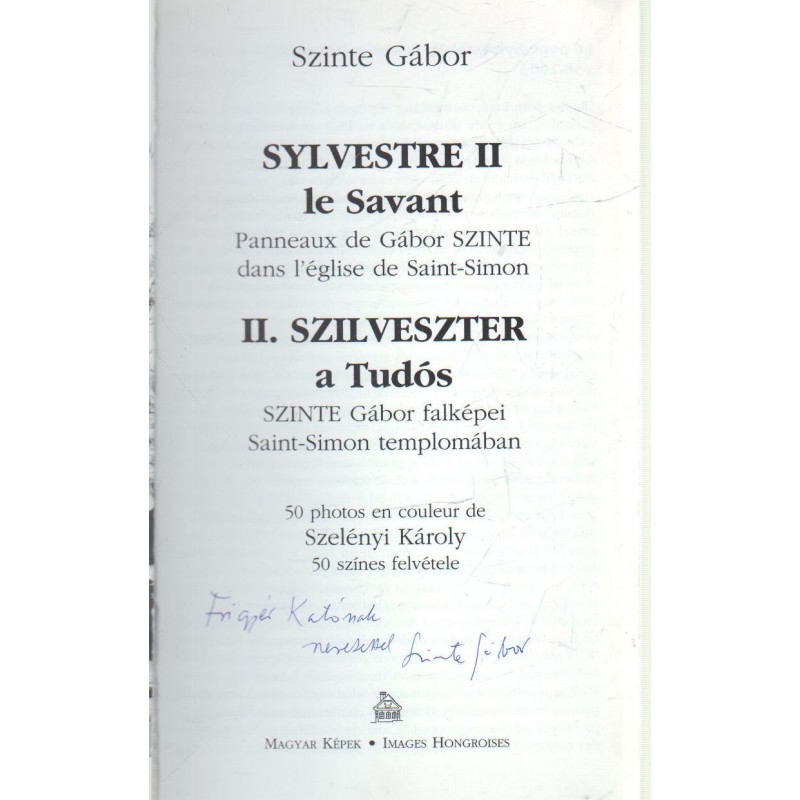 Szinte Gábor
SYLVESTRE II
le Savant
Panneaux de Gábor SZINTE
dans l'église de Saint-Simon
II. SZILVESZTER
a Tudós
SZINTE Gábor falképei
Saint-Simon templomában
50 photos en couleur de
Szelényi Károly
50 színes felvétele
Katónak
Szinte Gábor
MAGYAR KÉPEK • IMAGES HONGROISES